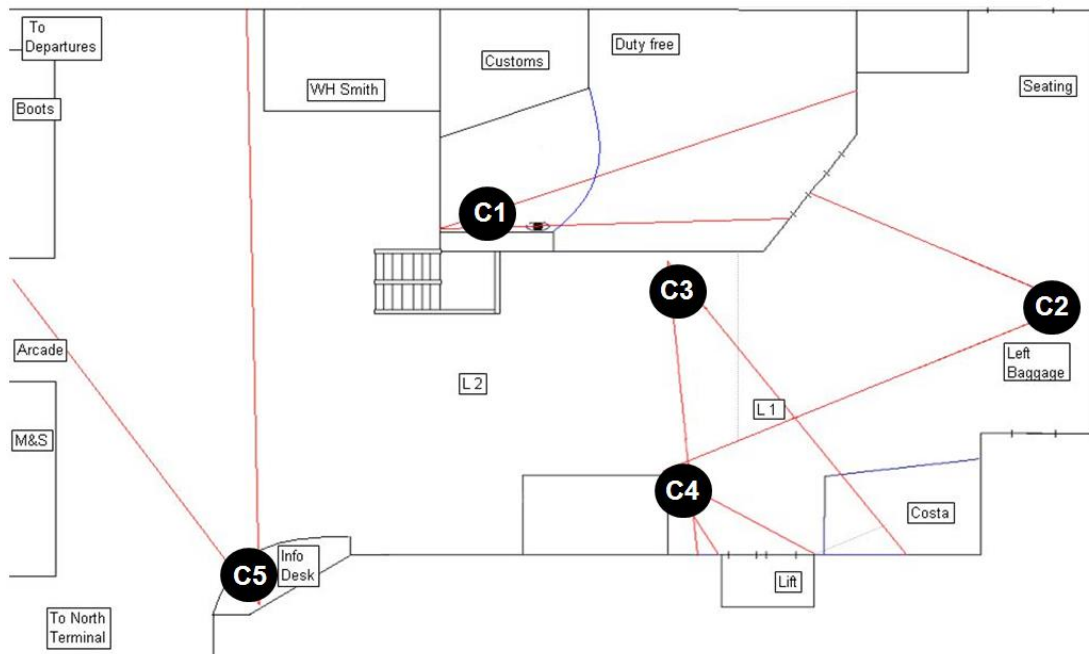 To
Departures
Boots
WH Smith
Customs
Duty free
Seating
C1
C3
C2
Arcade
Left
Baggage
L 2
L 1
M&S
C4
Costa
C5
Info
Desk
Lift
To North
Terminal